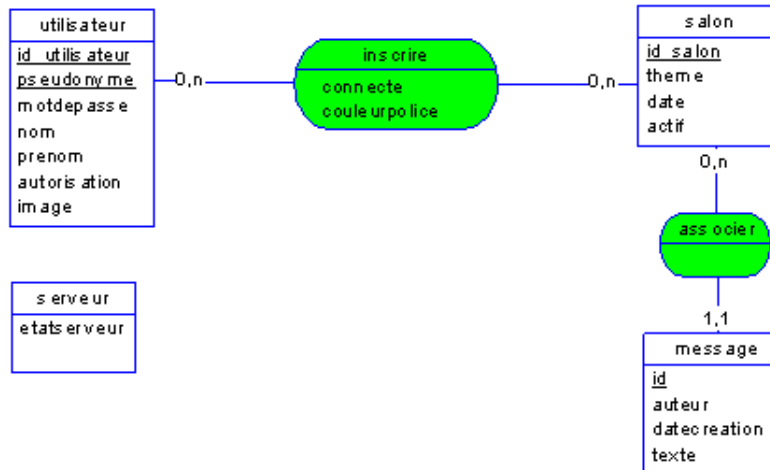 utilisateur
id_utilisateur
pseudonyme
motdepasse
nom
prenom
autorisation
image
0,n
inscrire
connecte
couleurpolice
0,n
salon
id_salon
theme
date
actif
0,n
associer
1,1
serveur
etatserveur
message
id
auteur
datecreation
texte